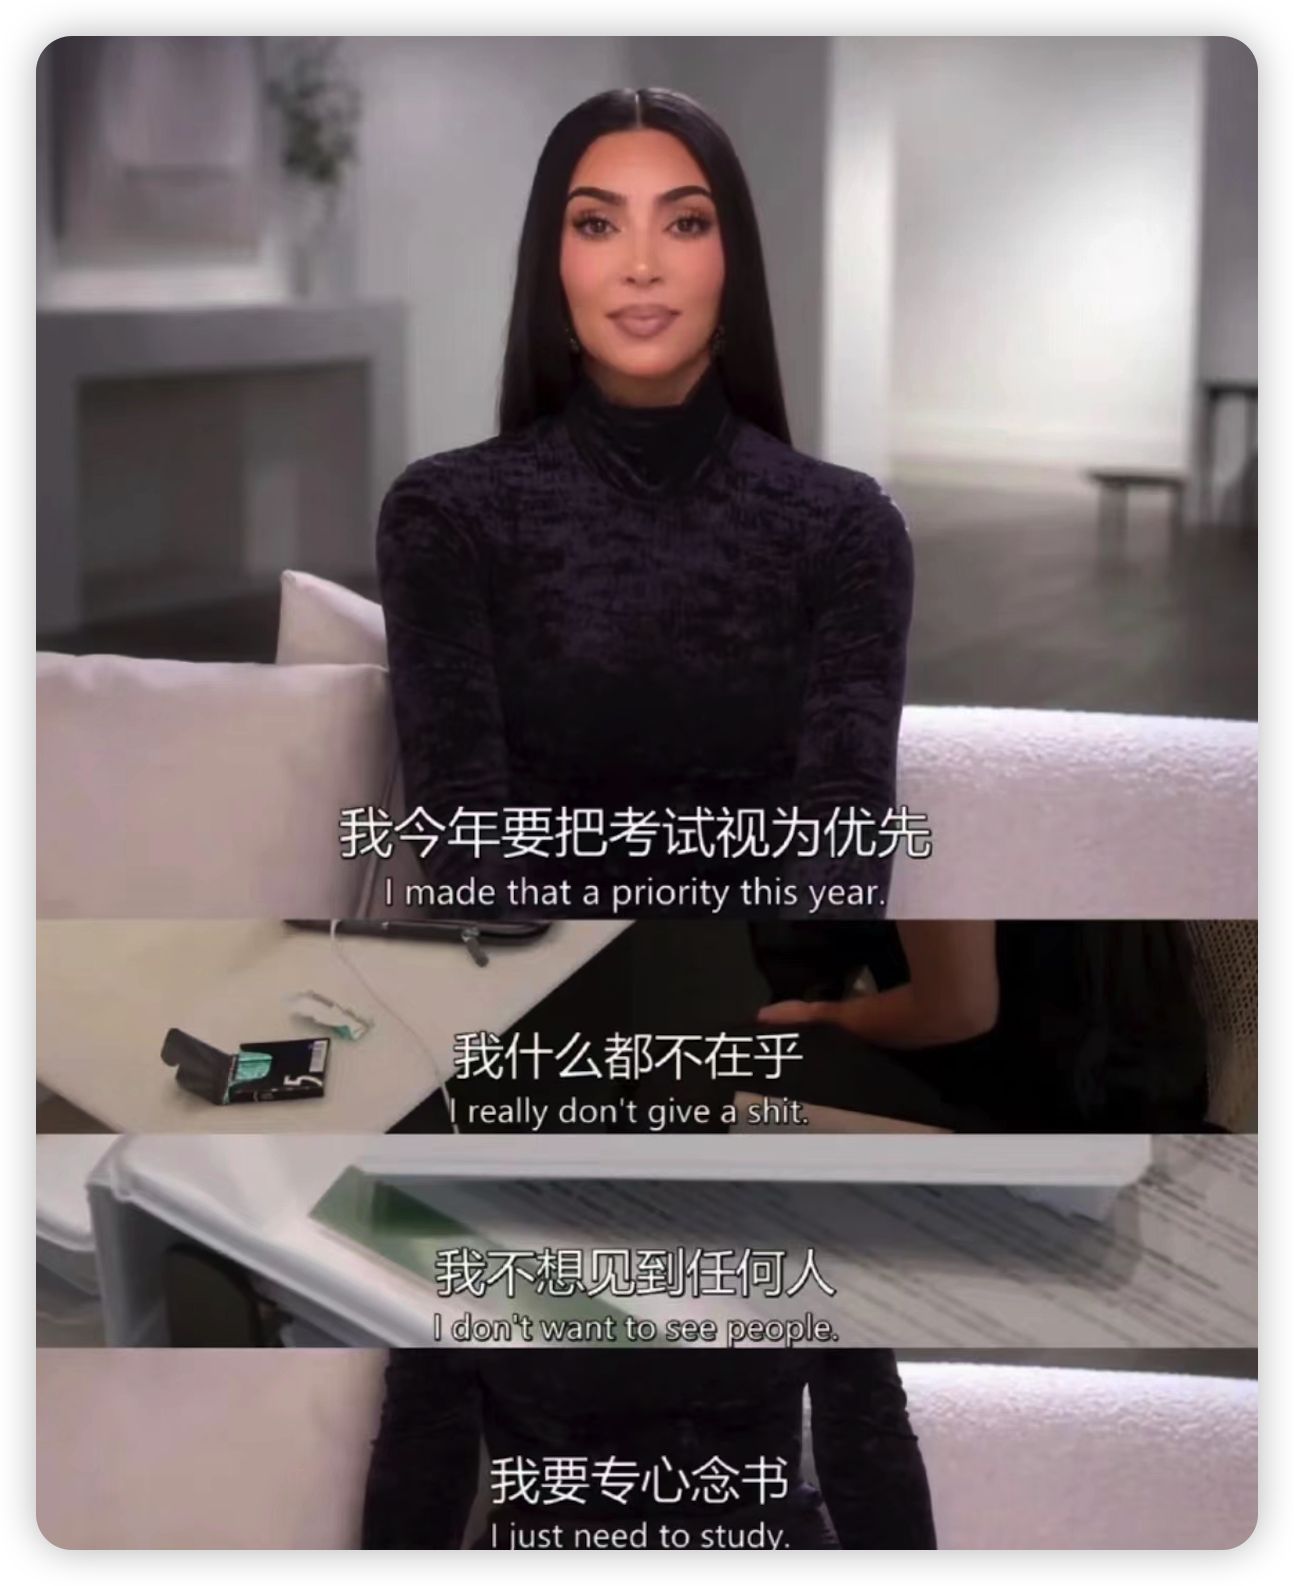 我今年要把考试视为优先
I made that a priority this year.
5
我什么都不在乎
I really don't give a shit.
我不想见到任何人
I don't want to see people.
我要专心念书
I just need to study.